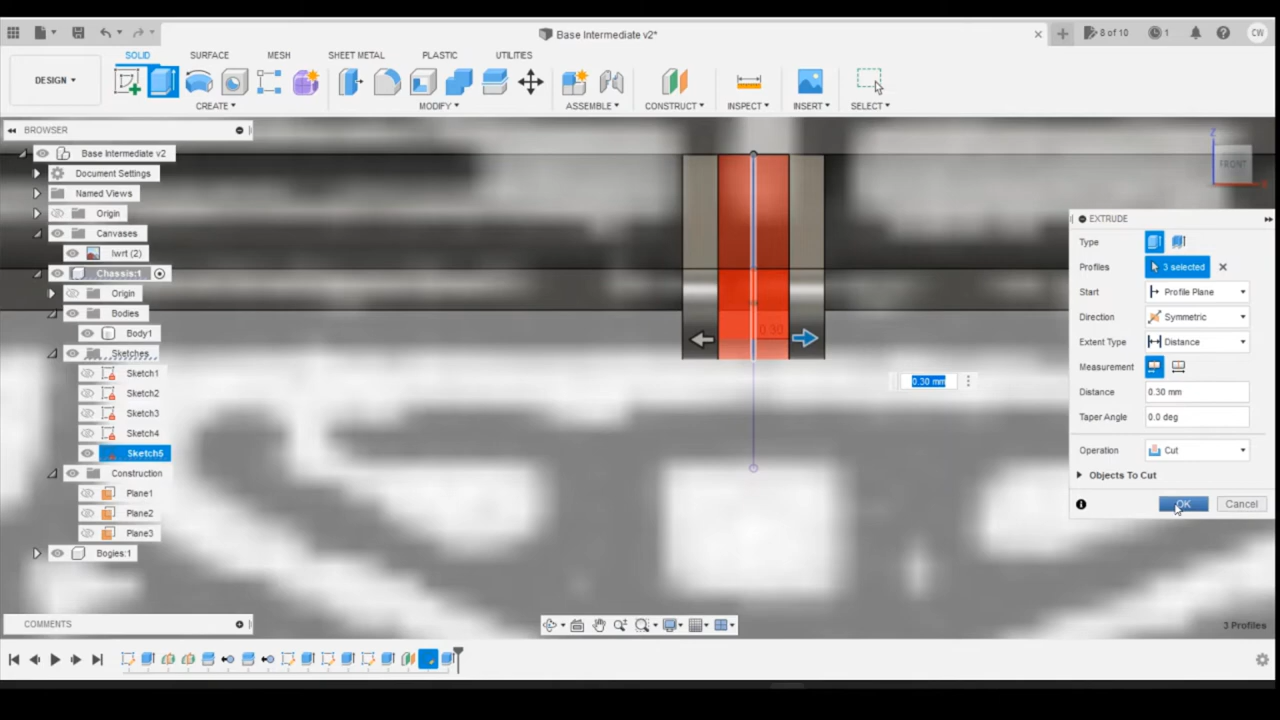 Base Intermediate v2*
8 of 10
1
CW
SOLID
SURFACE
MESH
SHEET METAL
PLASTIC
UTILITIES
DESIGN
CREATE
MODIFY
ASSEMBLE
CONSTRUCT
INSPECT
INSERT
SELECT
BROWSER
Base Intermediate v2
Document Settings
Named Views
Origin
Canvases
lwrt (2)
Chassis:1
Origin
Bodies
Body1
Sketches
Sketch1
Sketch2
Sketch3
Sketch4
Sketch5
Construction
Plane1
Plane2
Plane3
Bogies:1
Z
FRONT
0.30
0.30 mm
EXTRUDE
Type
Profiles
3 selected
Start
Profile Plane
Direction
Symmetric
Extent Type
Distance
Measurement
Distance
0.30 mm
Taper Angle
0.0 deg
Operation
Cut
Objects To Cut
OK
Cancel
COMMENTS
3 Profiles